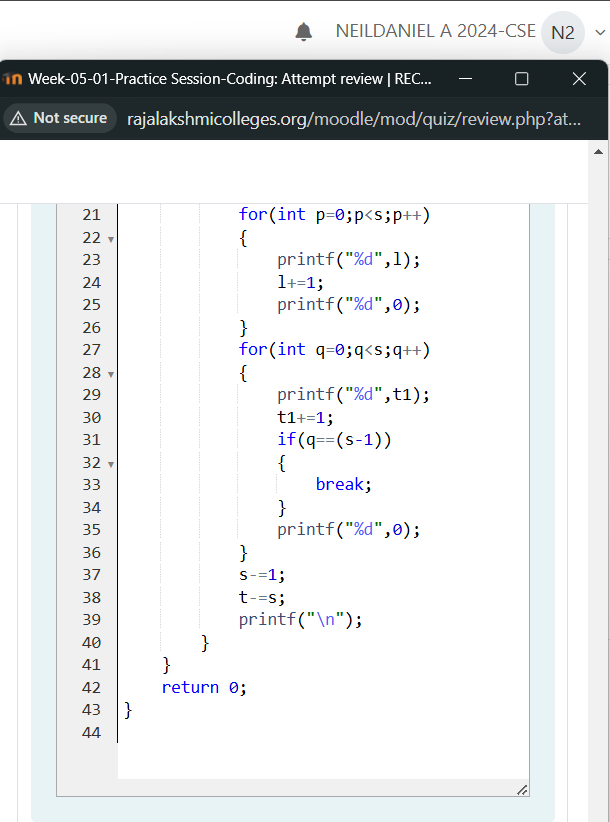 NEILDANIEL A 2024-CSE N2
Week-05-01-Practice Session-Coding: Attempt review | REC...
Not secure rajalakshmicolleges.org/moodle/mod/quiz/review.php?at...
21 for(int p=0;p<s;p++)
22 {
23 printf("%d",l);
24 l+=1;
25 printf("%d",0);
26 }
27 for(int q=0;q<s;q++)
28 {
29 printf("%d",t1);
30 t1+=1;
31 if(q==(s-1))
32 {
33 break;
34 }
35 printf("%d",0);
36 }
37 s-=1;
38 t-=s;
39 printf("\n");
40 }
41 }
42 return 0;
43 }
44